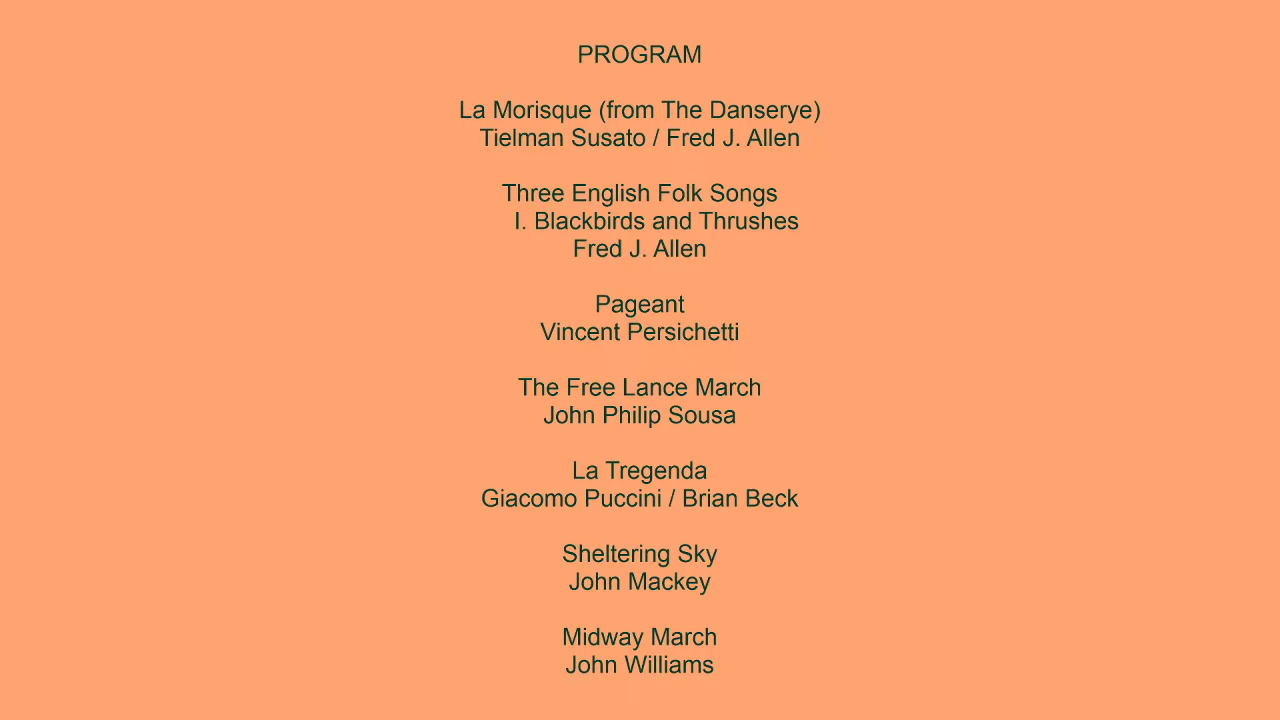 PROGRAM
La Morisque (from The Danserye)
Tielman Susato / Fred J. Allen
Three English Folk Songs
I. Blackbirds and Thrushes
Fred J. Allen
Pageant
Vincent Persichetti
The Free Lance March
John Philip Sousa
La Tregenda
Giacomo Puccini / Brian Beck
Sheltering Sky
John Mackey
Midway March
John Williams